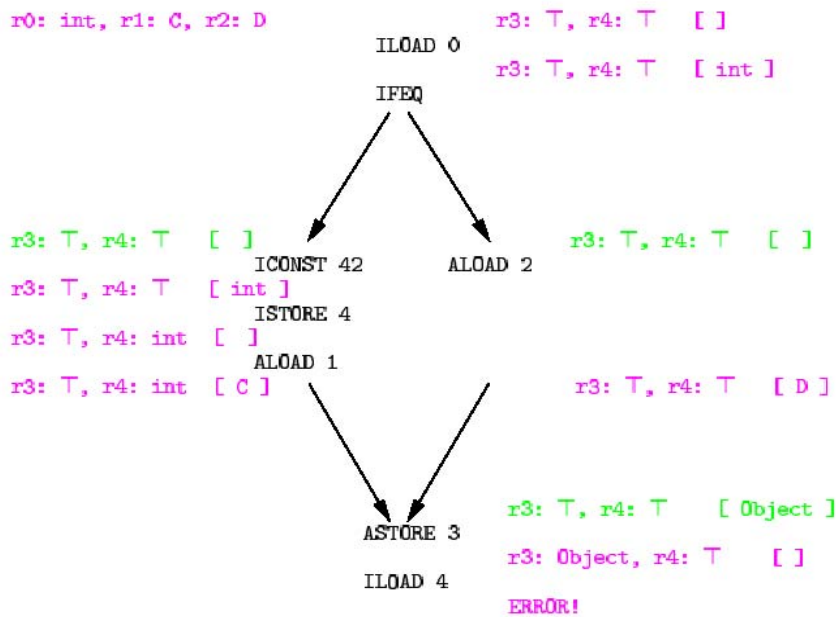 r0: int, r1: C, r2: D
r3: ⊤, r4: ⊤ [ ]
ILOAD 0
r3: ⊤, r4: ⊤ [ int ]
IFEQ
r3: ⊤, r4: ⊤ [ ]
r3: ⊤, r4: ⊤ [ ]
ICONST 42
ALOAD 2
r3: ⊤, r4: ⊤ [ int ]
ISTORE 4
r3: ⊤, r4: int [ ]
ALOAD 1
r3: ⊤, r4: int [ C ]
r3: ⊤, r4: ⊤ [ D ]
r3: ⊤, r4: ⊤ [ Object ]
ASTORE 3
r3: Object, r4: ⊤ [ ]
ILOAD 4
ERROR!